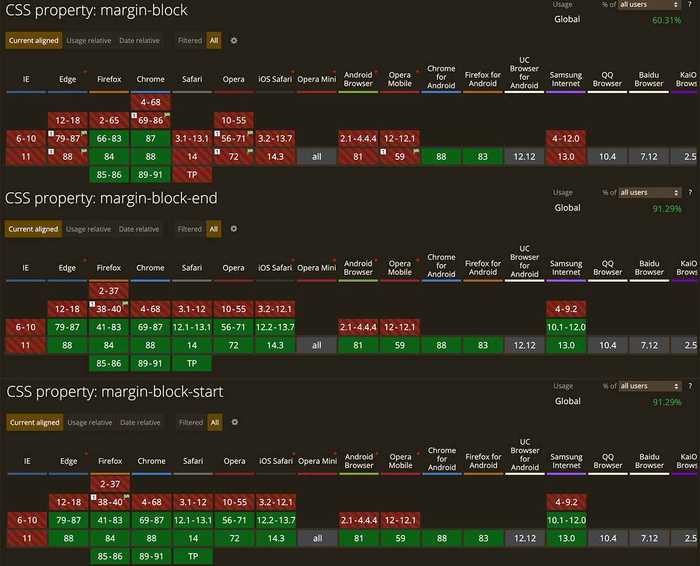 CSS property: margin-block
Usage % of all users ?
Global 60.31%
Current aligned Usage relative Date relative Filtered All
IE Edge Firefox Chrome Safari Opera iOS Safari Opera Mini Android Browser Opera Mobile Chrome for Android Firefox for Android UC Browser for Android Samsung Internet QQ Browser Baidu Browser KaiO Brows
4-68
12-18 2-65 1 69-86 10-55
6-10 1 79-87 66-83 87 3.1-13.1 1 56-71 3.2-13.7 2.1-4.4.4 12-12.1 4-12.0
11 1 88 84 88 14 1 72 14.3 all 81 1 59 88 83 12.12 13.0 10.4 7.12 2.5
85-86 89-91 TP
CSS property: margin-block-end
Usage % of all users ?
Global 91.29%
Current aligned Usage relative Date relative Filtered All
IE Edge Firefox Chrome Safari Opera iOS Safari Opera Mini Android Browser Opera Mobile Chrome for Android Firefox for Android UC Browser for Android Samsung Internet QQ Browser Baidu Browser KaiO Brows
2-37
12-18 1 38-40 4-68 3.1-12 10-55 3.2-12.1 4-9.2
6-10 79-87 41-83 69-87 12.1-13.1 56-71 12.2-13.7 2.1-4.4.4 12-12.1 10.1-12.0
11 88 84 88 14 72 14.3 all 81 59 88 83 12.12 13.0 10.4 7.12 2.5
85-86 89-91 TP
CSS property: margin-block-start
Usage % of all users ?
Global 91.29%
Current aligned Usage relative Date relative Filtered All
IE Edge Firefox Chrome Safari Opera iOS Safari Opera Mini Android Browser Opera Mobile Chrome for Android Firefox for Android UC Browser for Android Samsung Internet QQ Browser Baidu Browser KaiO Brows
2-37
12-18 1 38-40 4-68 3.1-12 10-55 3.2-12.1 4-9.2
6-10 79-87 41-83 69-87 12.1-13.1 56-71 12.2-13.7 2.1-4.4.4 12-12.1 10.1-12.0
11 88 84 88 14 72 14.3 all 81 59 88 83 12.12 13.0 10.4 7.12 2.5
85-86 89-91 TP